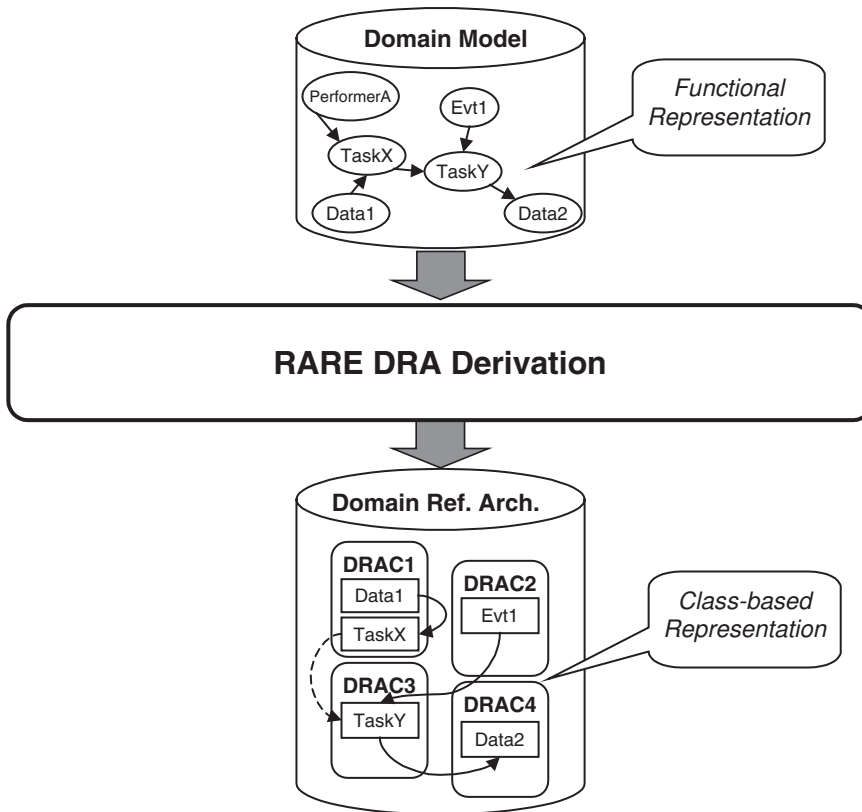 Domain Model
Functional
Representation
PerformerA
Evt1
TaskX
TaskY
Data1
Data2
RARE DRA Derivation
Domain Ref. Arch.
DRAC1
Data1
TaskX
DRAC2
Evt1
Class-based
Representation
DRAC3
TaskY
DRAC4
Data2